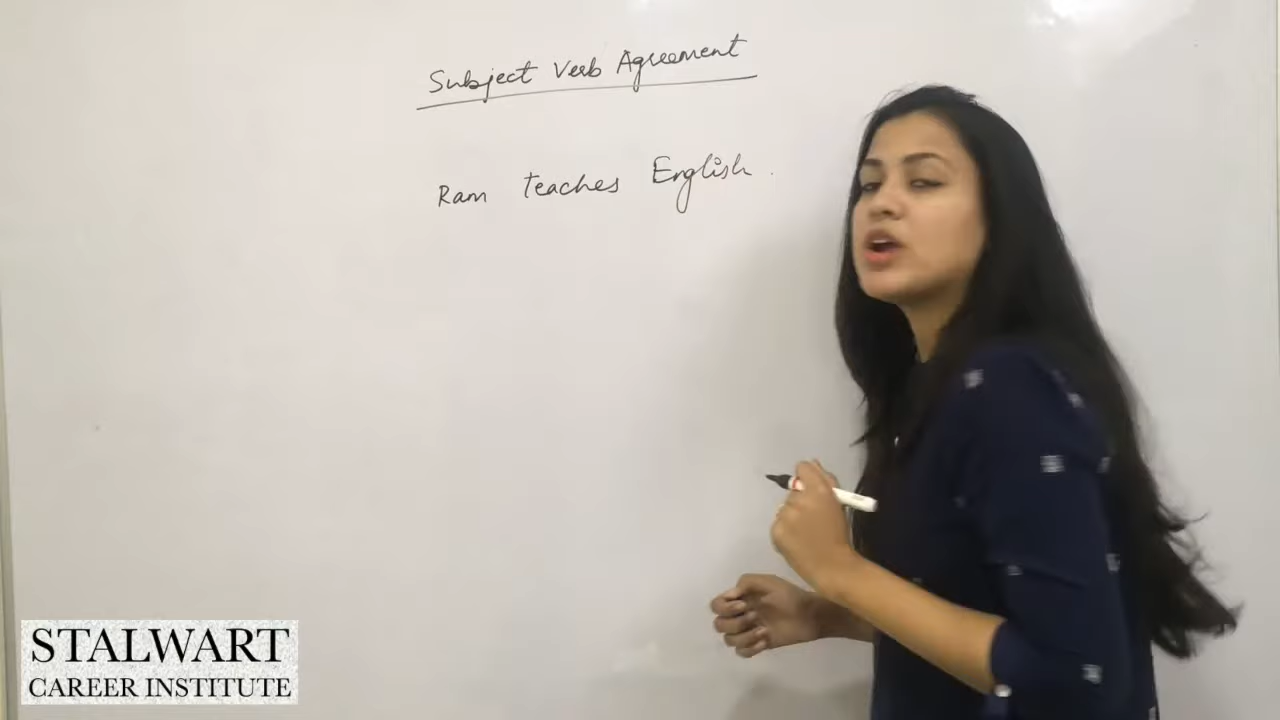 Subject Verb Agreement
Ram teaches English.
STALWART
CAREER INSTITUTE